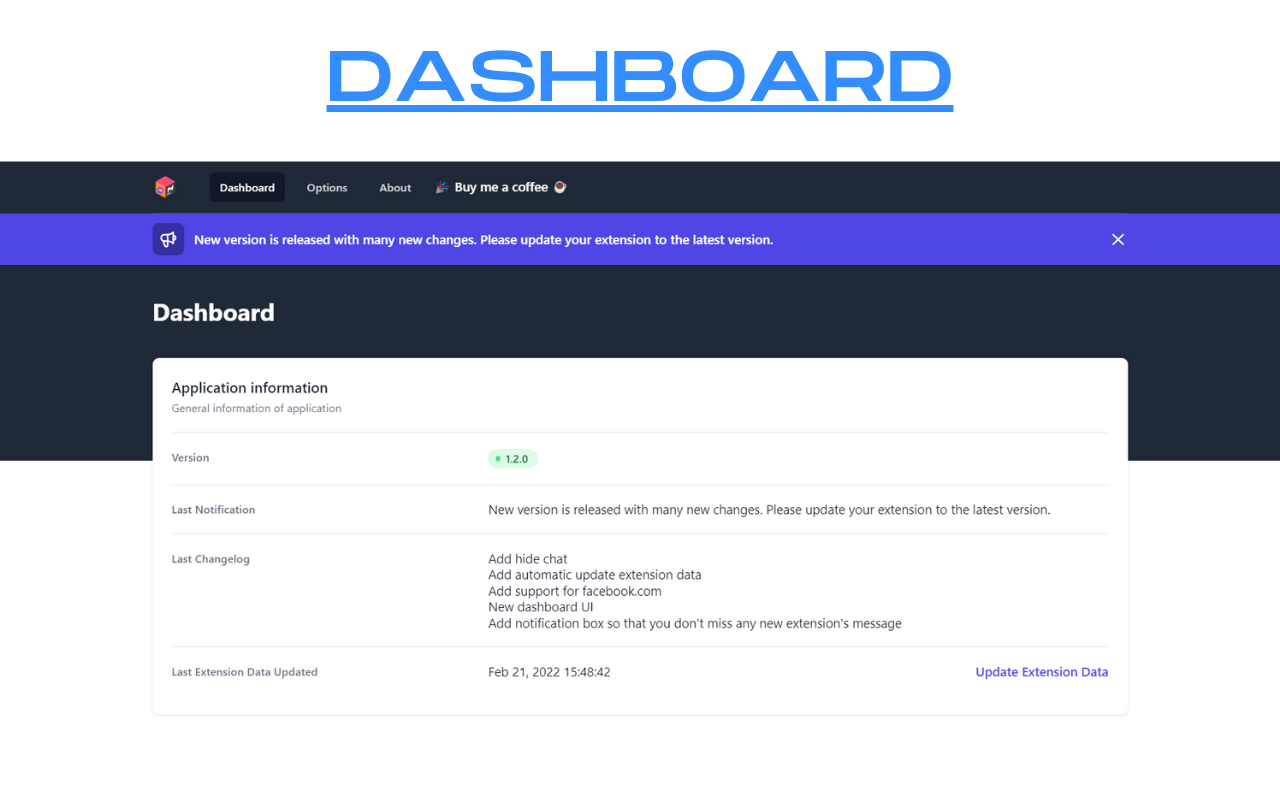 DASHBOARD
Dashboard Options About 🎉 Buy me a coffee ☕
New version is released with many new changes. Please update your extension to the latest version.
Dashboard
Application information
General information of application
Version 1.2.0
Last Notification New version is released with many new changes. Please update your extension to the latest version.
Last Changelog Add hide chat
Add automatic update extension data
Add support for facebook.com
New dashboard UI
Add notification box so that you don't miss any new extension's message
Last Extension Data Updated Feb 21, 2022 15:48:42 Update Extension Data